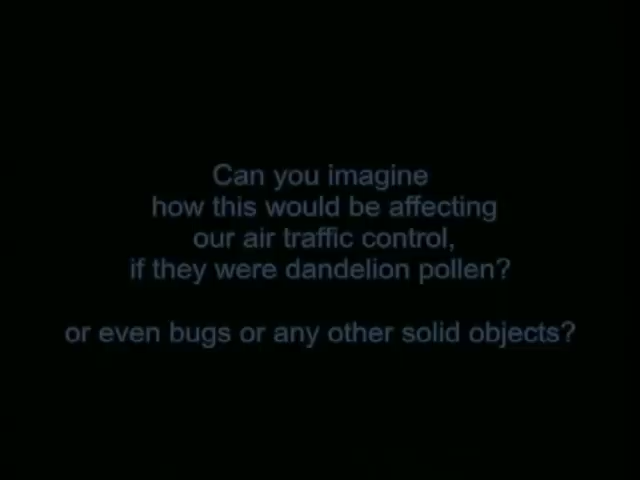 Can you imagine
how this would be affecting
our air traffic control,
if they were dandelion pollen?
or even bugs or any other solid objects?